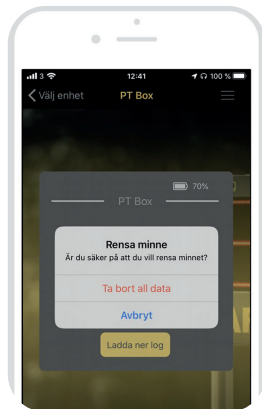 3 12:41 100 %
Välj enhet PT Box
70%
PT Box
Rensa minne
Är du säker på att du vill rensa minnet?
Ta bort all data
Avbryt
Ladda ner log